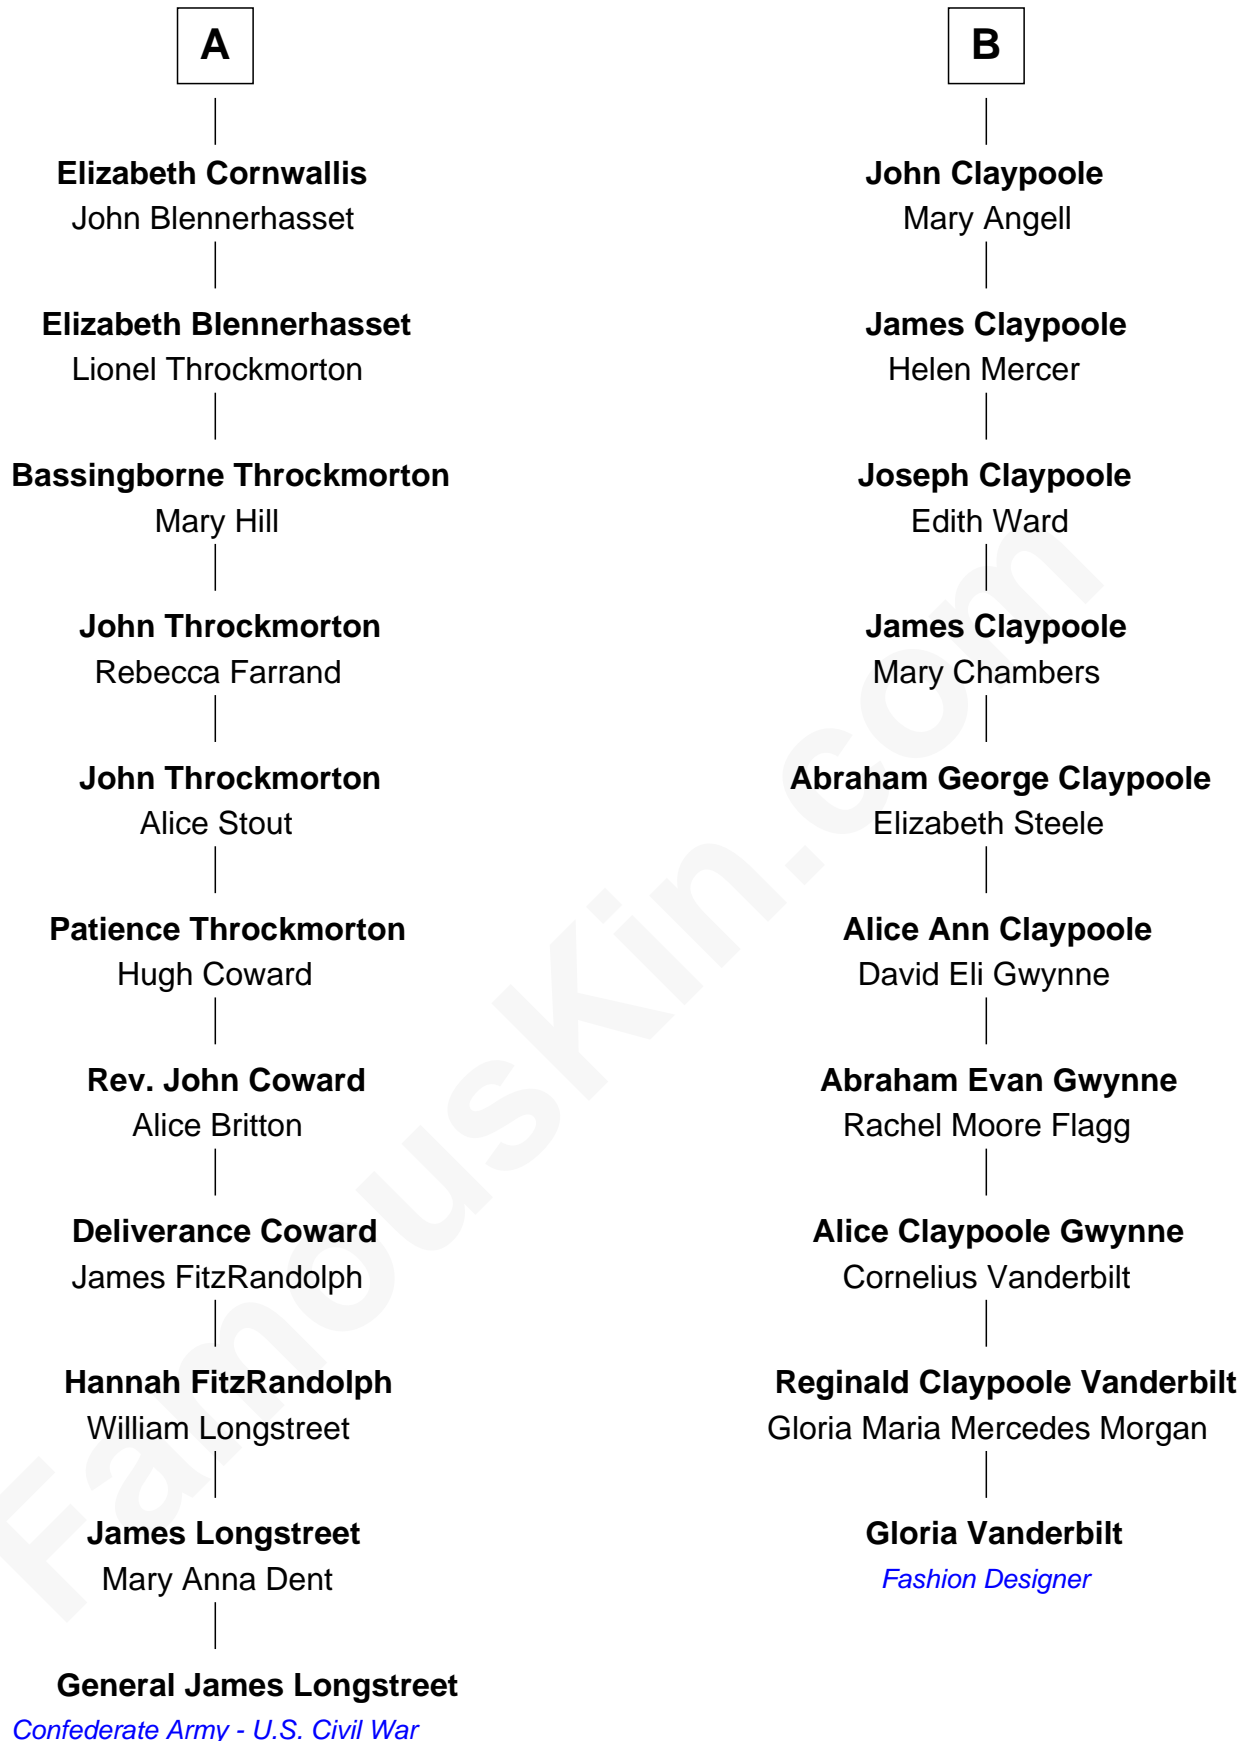 A
Elizabeth Cornwallis
John Blennerhasset
Elizabeth Blennerhasset
Lionel Throckmorton
Bassingborne Throckmorton
Mary Hill
John Throckmorton
Rebecca Farrand
John Throckmorton
Alice Stout
Patience Throckmorton
Hugh Coward
Rev. John Coward
Alice Britton
Deliverance Coward
James FitzRandolph
Hannah FitzRandolph
William Longstreet
James Longstreet
Mary Anna Dent
General James Longstreet
Confederate Army - U.S. Civil War
B
John Claypoole
Mary Angell
James Claypoole
Helen Mercer
Joseph Claypoole
Edith Ward
James Claypoole
Mary Chambers
Abraham George Claypoole
Elizabeth Steele
Alice Ann Claypoole
David Eli Gwynne
Abraham Evan Gwynne
Rachel Moore Flagg
Alice Claypoole Gwynne
Cornelius Vanderbilt
Reginald Claypoole Vanderbilt
Gloria Maria Mercedes Morgan
Gloria Vanderbilt
Fashion Designer
FamousKin.com